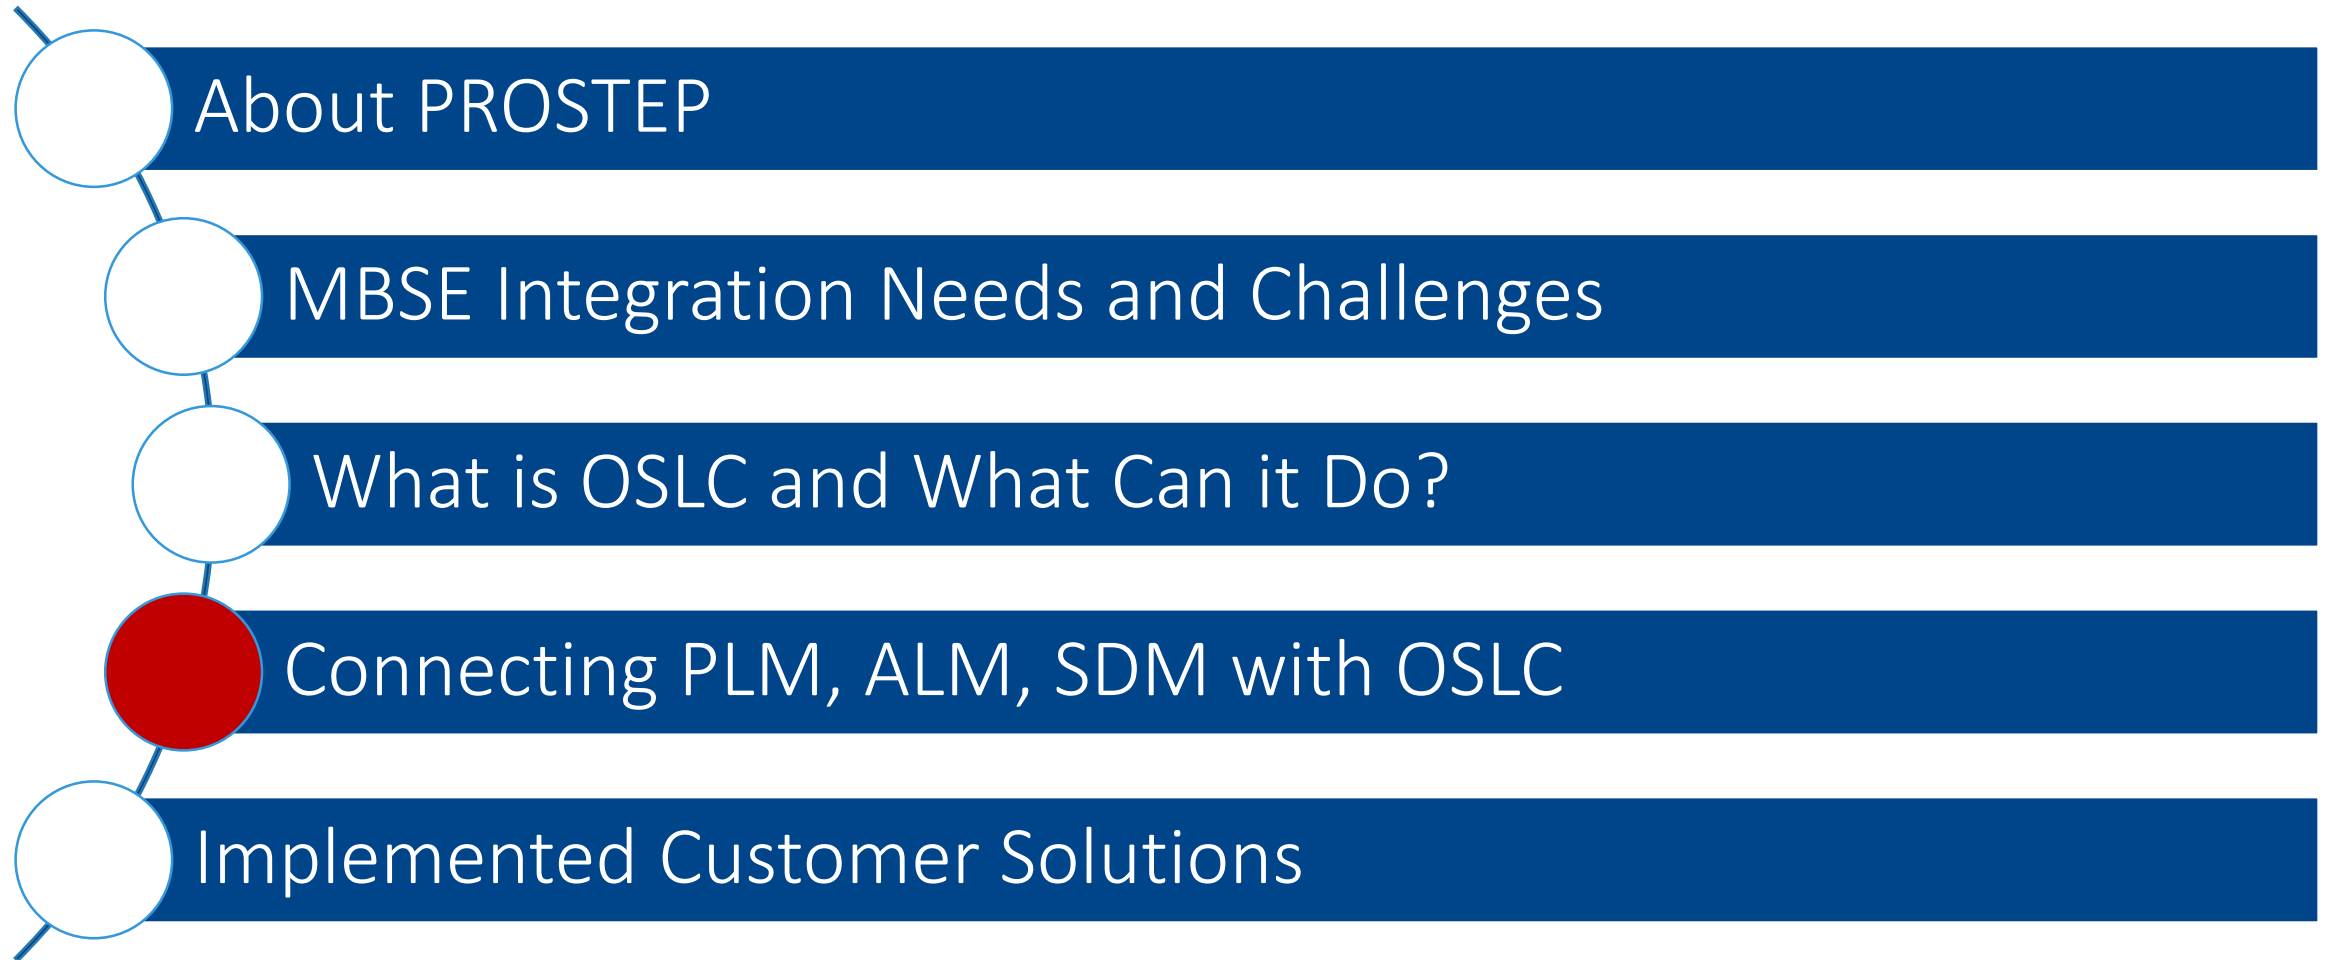 About PROSTEP
MBSE Integration Needs and Challenges
What is OSLC and What Can it Do?
Connecting PLM, ALM, SDM with OSLC
Implemented Customer Solutions